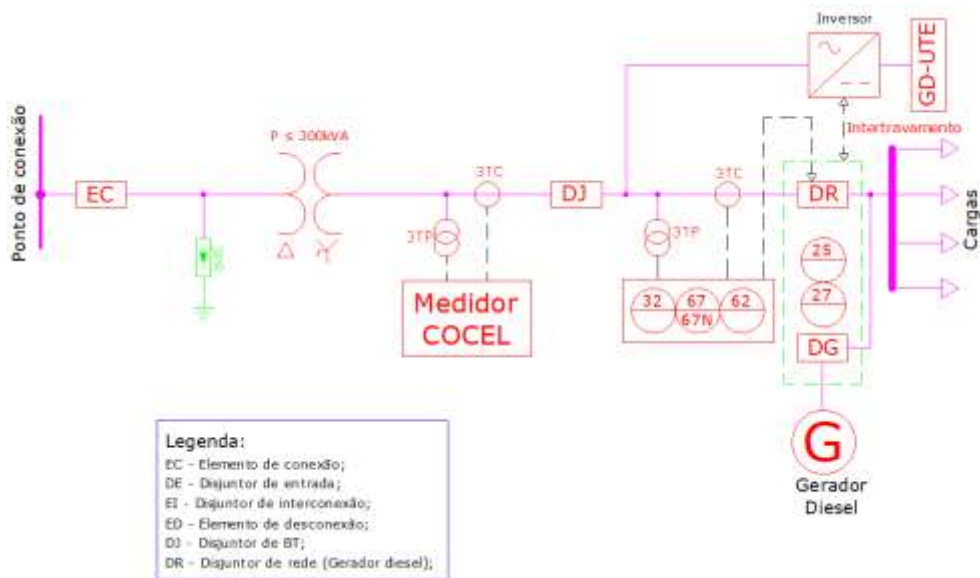 Inversor
GD-UTE
Intertravamento
P ≤ 300kVA
Ponto de conexão
EC
3TC
3TP
DJ
3TC
3TP
DR
Cargas
Medidor
COCEL
32
67
67N
62
25
27
DG
G
Gerador
Diesel
Legenda:
EC - Elemento de conexão;
DE - Disjuntor de entrada;
EI - Disjuntor de interconexão;
ED - Elemento de desconexão;
DJ - Disjuntor de BT;
DR - Disjuntor de rede (Gerador diesel);